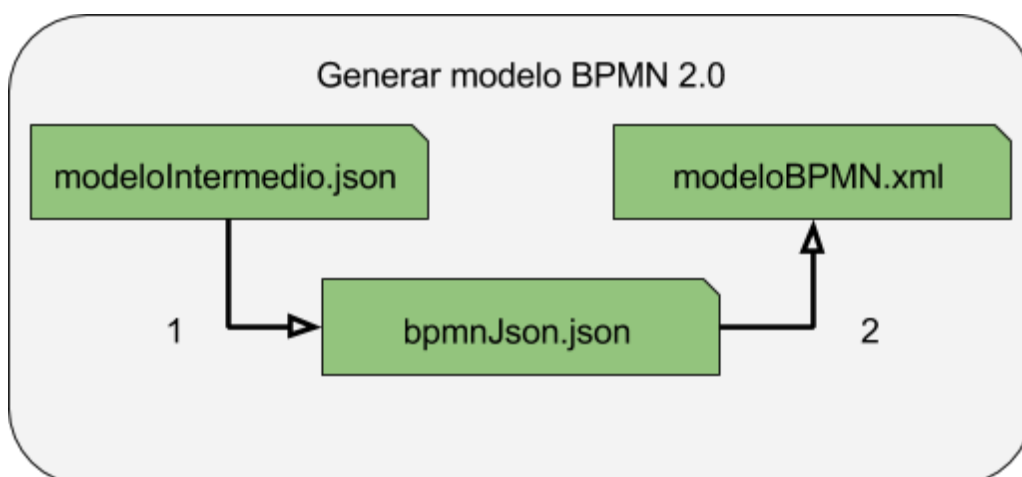 Generar modelo BPMN 2.0
modeloIntermedio.json
modeloBPMN.xml
1
bpmnJson.json
2